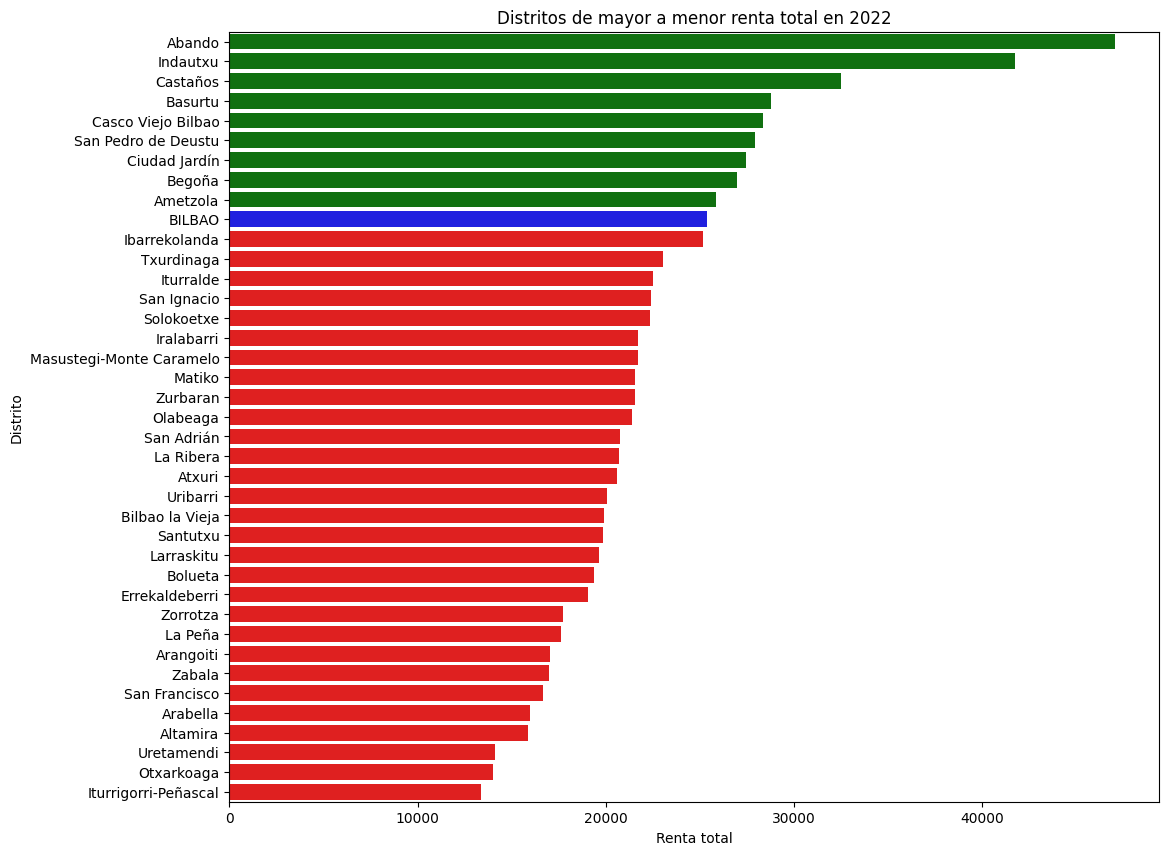 Distritos de mayor a menor renta total en 2022
Abando
Indautxu
Castaños
Basurtu
Casco Viejo Bilbao
San Pedro de Deustu
Ciudad Jardín
Begoña
Ametzola
BILBAO
Ibarrekolanda
Txurdinaga
Iturralde
San Ignacio
Solokoetxe
Iralabarri
Masustegi-Monte Caramelo
Matiko
Zurbaran
Olabeaga
San Adrián
La Ribera
Atxuri
Uribarri
Bilbao la Vieja
Santutxu
Larraskitu
Bolueta
Errekaldeberri
Zorrotza
La Peña
Arangoiti
Zabala
San Francisco
Arabella
Altamira
Uretamendi
Otxarkoaga
Iturrigorri-Peñascal
Distrito
0 10000 20000 30000 40000
Renta total